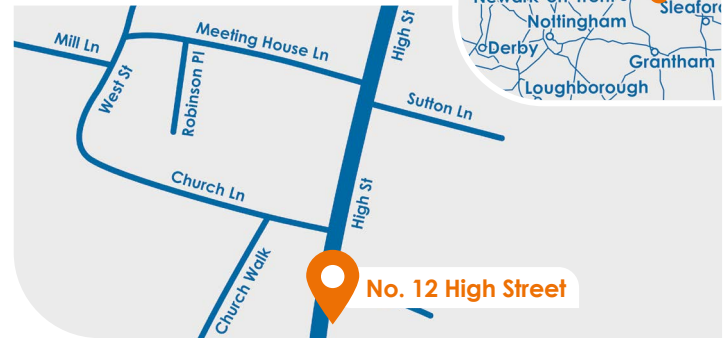 Sleaford
Nottingham
Derby
Grantham
Loughborough
Mill Ln
Meeting House Ln
High St
West St
Robinson Pl
Sutton Ln
Church Ln
High St
Church Walk
No. 12 High Street